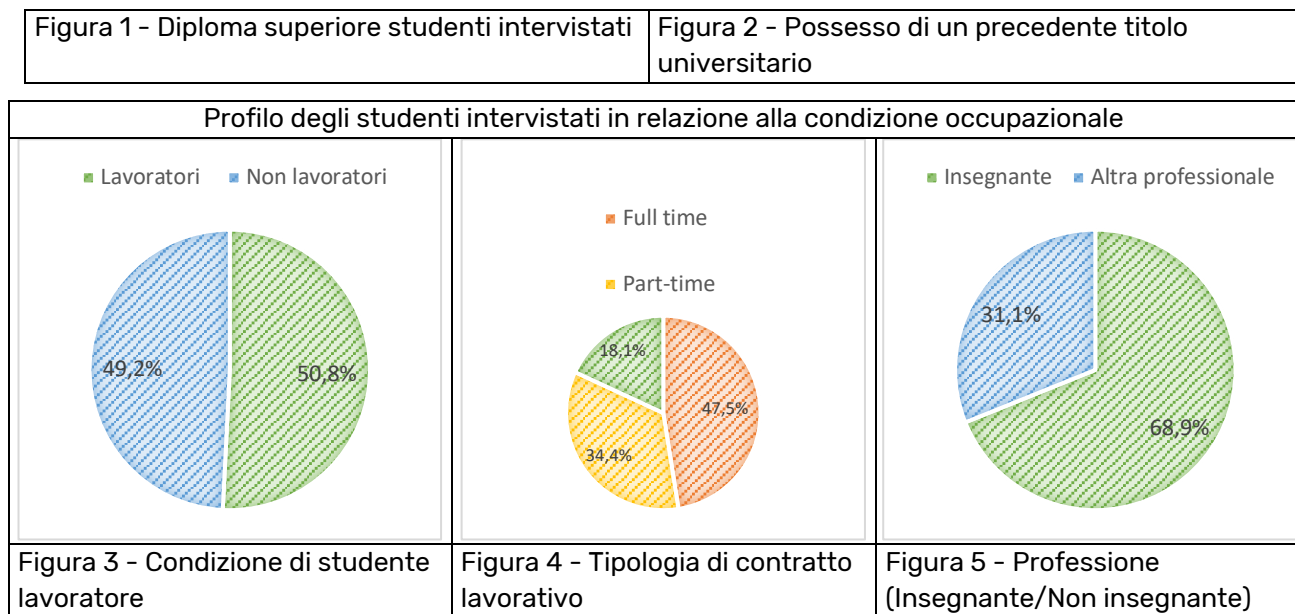 Figura 1 - Diploma superiore studenti intervistati
Figura 2 - Possesso di un precedente titolo
universitario
Profilo degli studenti intervistati in relazione alla condizione occupazionale
Lavoratori
Non lavoratori
49,2%
50,8%
Full time
Part-time
18,1%
47,5%
34,4%
Insegnante
Altra professionale
31,1%
68,9%
Figura 3 - Condizione di studente
lavoratore
Figura 4 - Tipologia di contratto
lavorativo
Figura 5 - Professione
(Insegnante/Non insegnante)